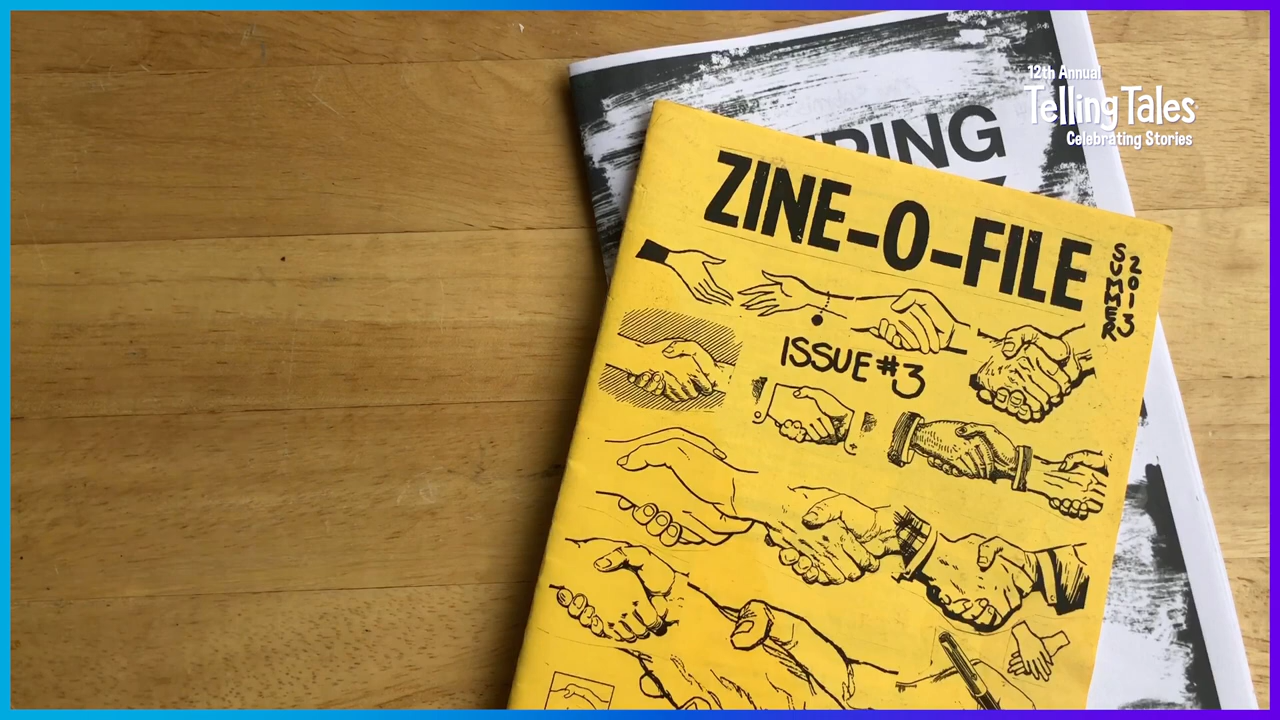 12th Annual
Telling Tales
Celebrating Stories
ZINE-O-FILE
SUMMER
2013
ISSUE #3